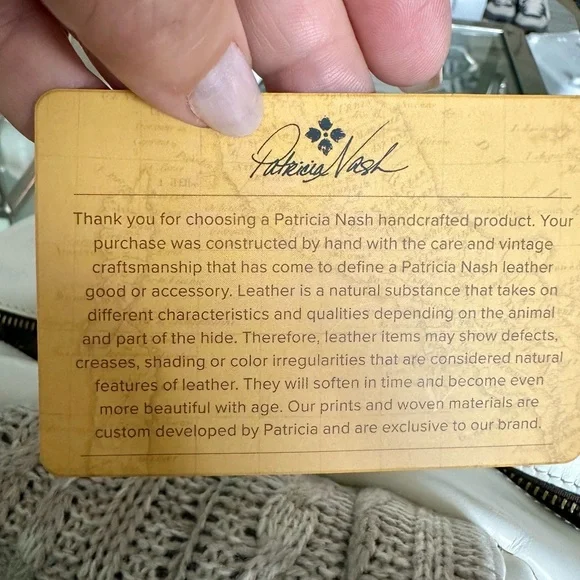 Patricia Nash
Thank you for choosing a Patricia Nash handcrafted product. Your
purchase was constructed by hand with the care and vintage
craftsmanship that has come to define a Patricia Nash leather
good or accessory. Leather is a natural substance that takes on
different characteristics and qualities depending on the animal
and part of the hide. Therefore, leather items may show defects,
creases, shading or color irregularities that are considered natural
features of leather. They will soften in time and become even
more beautiful with age. Our prints and woven materials are
custom developed by Patricia and are exclusive to our brand.